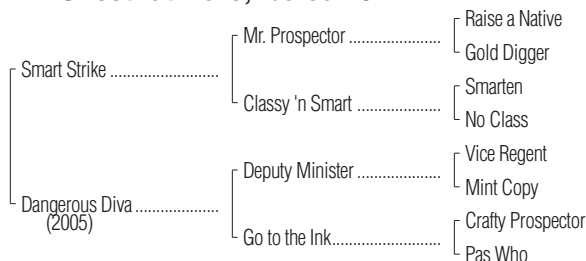 Smart Strike
Dangerous Diva
(2005)
Mr. Prospector
Classy 'n Smart
Deputy Minister
Go to the Ink
Raise a Native
Gold Digger
Smarten
No Class
Vice Regent
Mint Copy
Crafty Prospector
Pas Who